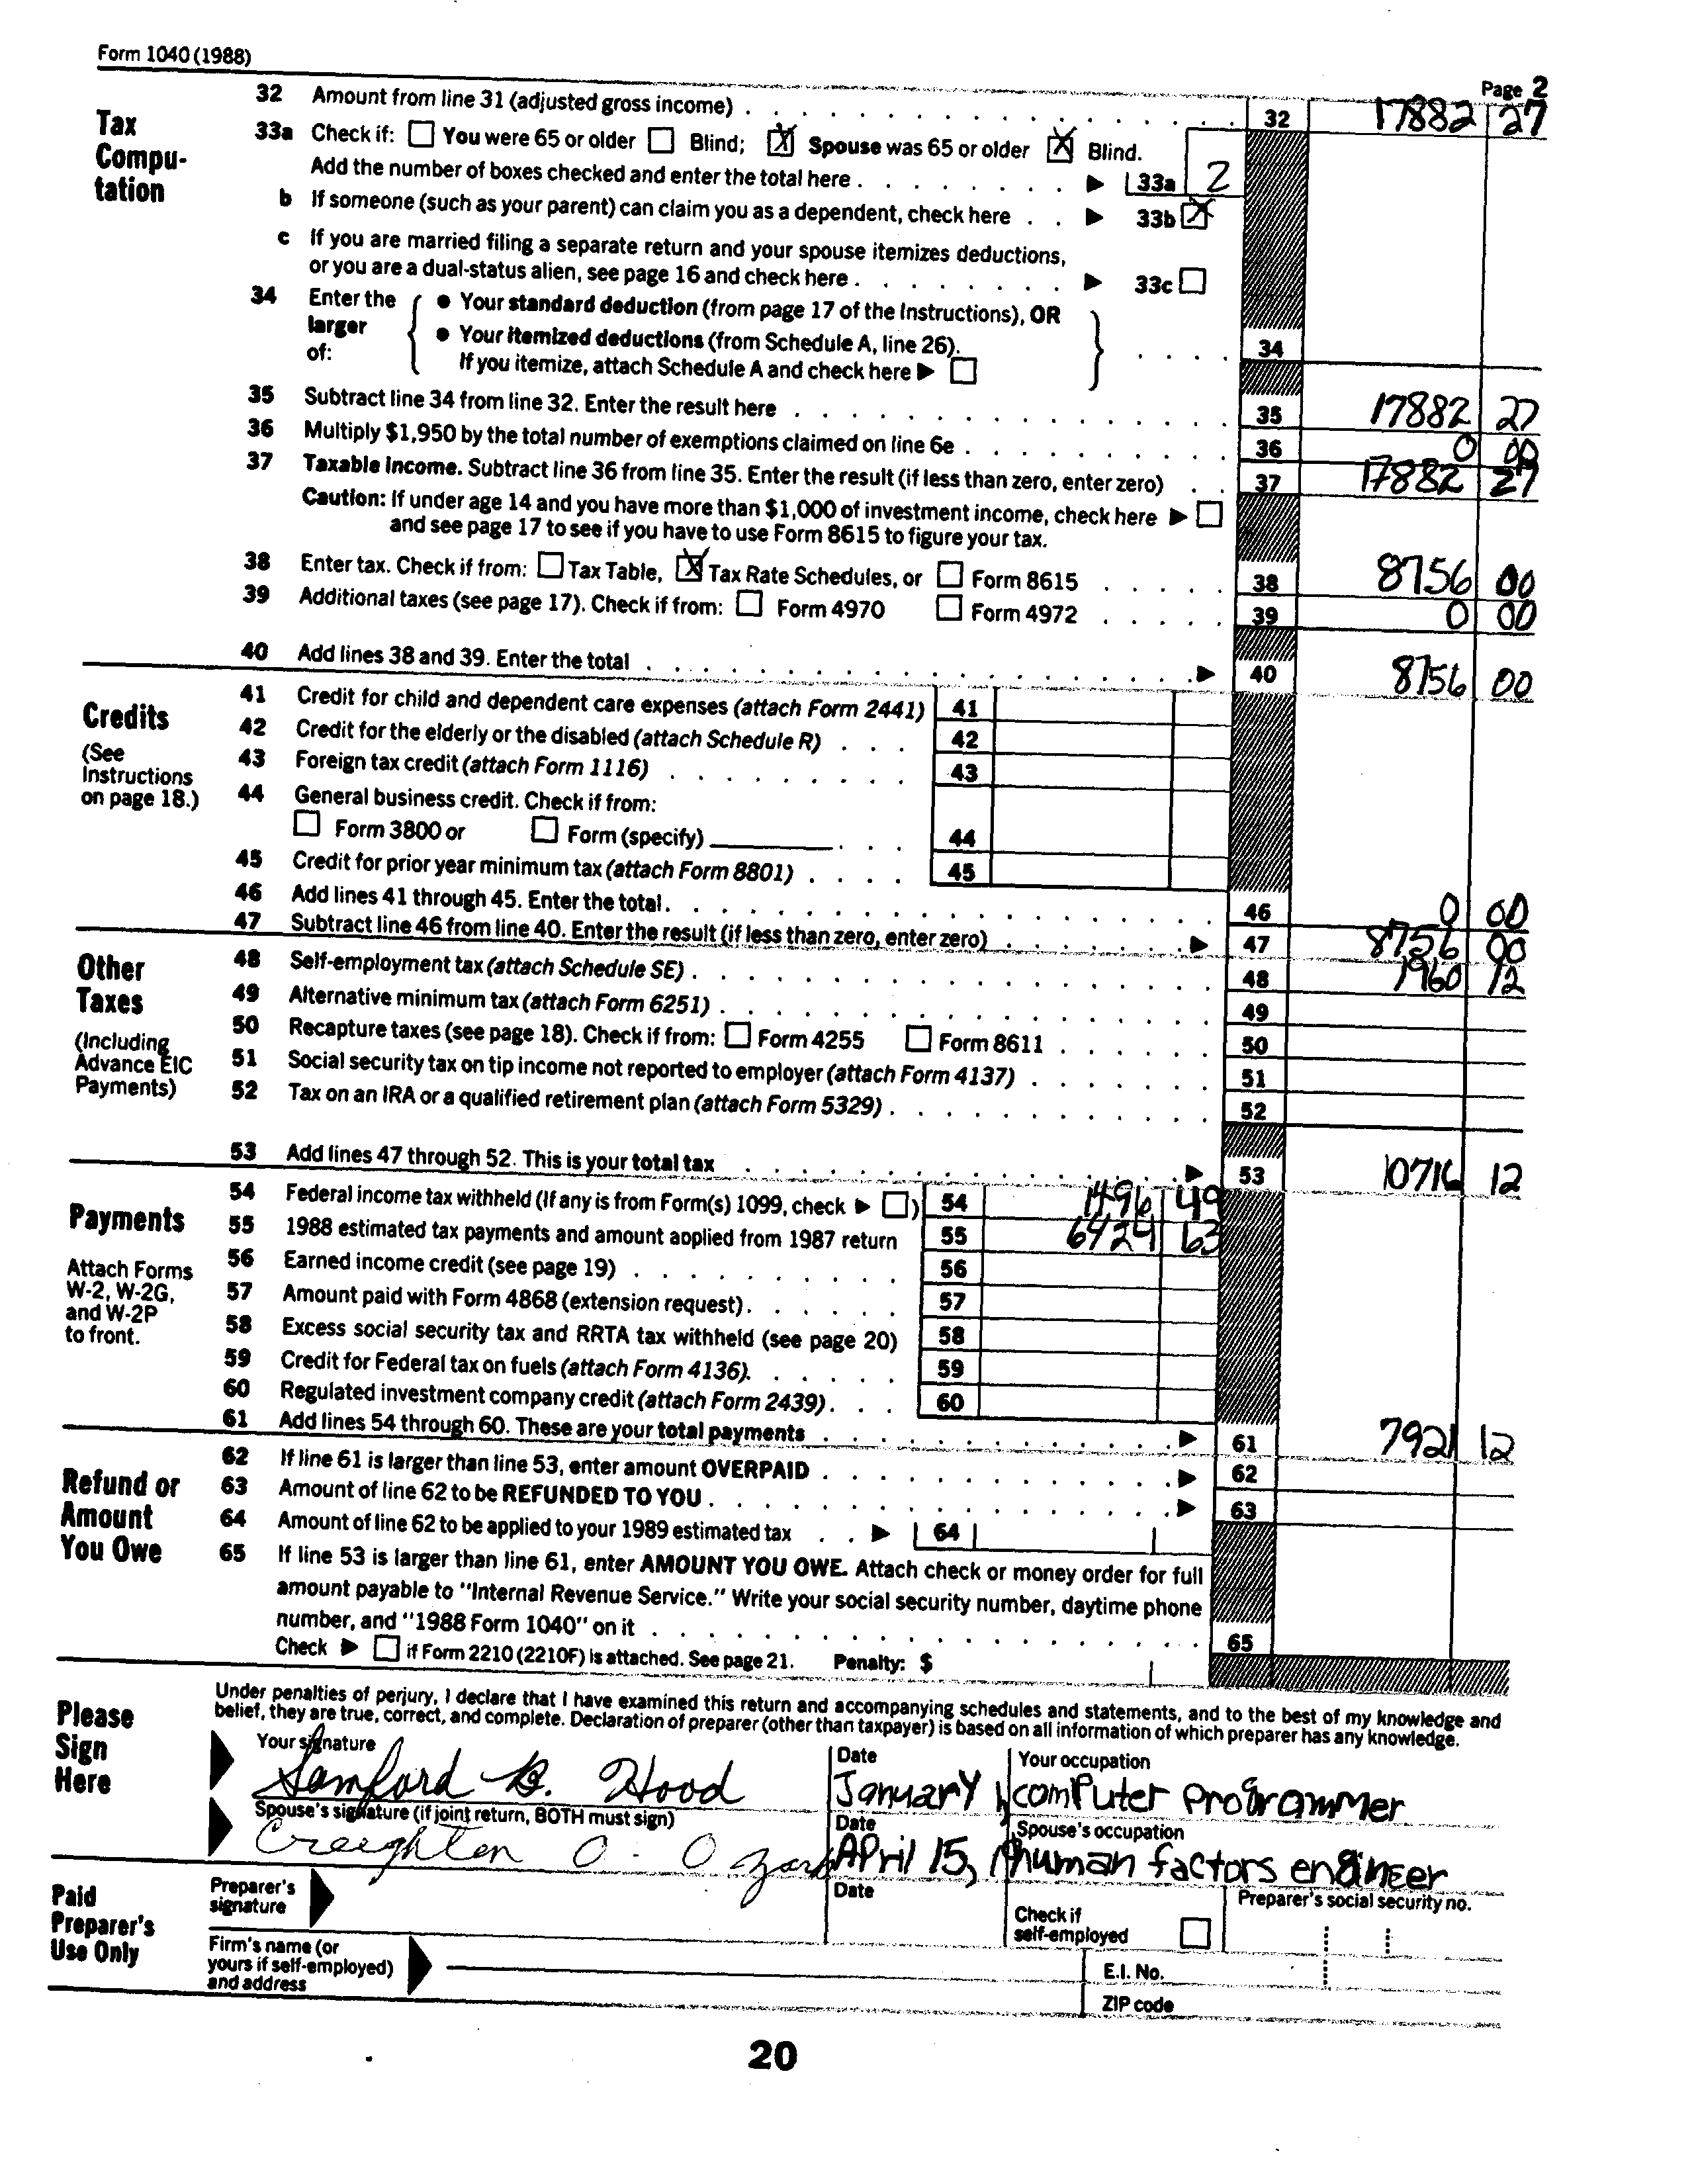 Form 1040 (1988)
Page 2
Tax Compu-tation
32 Amount from line 31 (adjusted gross income) 32 17882 27
33a Check if: You were 65 or older Blind; X Spouse was 65 or older X Blind.
Add the number of boxes checked and enter the total here 33a 2
b If someone (such as your parent) can claim you as a dependent, check here 33b X
c If you are married filing a separate return and your spouse itemizes deductions,
or you are a dual-status alien, see page 16 and check here 33c
34 Enter the larger of:
• Your standard deduction (from page 17 of the Instructions), OR
• Your itemized deductions (from Schedule A, line 26).
If you itemize, attach Schedule A and check here 34
35 Subtract line 34 from line 32. Enter the result here 35 17882 27
36 Multiply $1,950 by the total number of exemptions claimed on line 6e 36 0 00
37 Taxable income. Subtract line 36 from line 35. Enter the result (if less than zero, enter zero) 37 17882 27
Caution: If under age 14 and you have more than $1,000 of investment income, check here
and see page 17 to see if you have to use Form 8615 to figure your tax.
38 Enter tax. Check if from: Tax Table, X Tax Rate Schedules, or Form 8615 38 8756 00
39 Additional taxes (see page 17). Check if from: Form 4970 Form 4972 39 0 00
40 Add lines 38 and 39. Enter the total 40 8756 00
Credits
(See Instructions on page 18.)
41 Credit for child and dependent care expenses (attach Form 2441) 41
42 Credit for the elderly or the disabled (attach Schedule R) 42
43 Foreign tax credit (attach Form 1116) 43
44 General business credit. Check if from:
Form 3800 or Form (specify) 44
45 Credit for prior year minimum tax (attach Form 8801) 45
46 Add lines 41 through 45. Enter the total. 46 0 00
47 Subtract line 46 from line 40. Enter the result (if less than zero, enter zero) 47 8756 00
Other Taxes
(Including Advance EIC Payments)
48 Self-employment tax (attach Schedule SE) 48 1960 12
49 Alternative minimum tax (attach Form 6251) 49
50 Recapture taxes (see page 18). Check if from: Form 4255 Form 8611 50
51 Social security tax on tip income not reported to employer (attach Form 4137) 51
52 Tax on an IRA or a qualified retirement plan (attach Form 5329) 52
53 Add lines 47 through 52. This is your total tax 53 10716 12
Payments
Attach Forms W-2, W-2G, and W-2P to front.
54 Federal income tax withheld (If any is from Form(s) 1099, check ) 54 1496 49
55 1988 estimated tax payments and amount applied from 1987 return 55 6424 63
56 Earned income credit (see page 19) 56
57 Amount paid with Form 4868 (extension request) 57
58 Excess social security tax and RRTA tax withheld (see page 20) 58
59 Credit for Federal tax on fuels (attach Form 4136). 59
60 Regulated investment company credit (attach Form 2439) 60
61 Add lines 54 through 60. These are your total payments 61 7921 12
Refund or Amount You Owe
62 If line 61 is larger than line 53, enter amount OVERPAID 62
63 Amount of line 62 to be REFUNDED TO YOU 63
64 Amount of line 62 to be applied to your 1989 estimated tax 64
65 If line 53 is larger than line 61, enter AMOUNT YOU OWE. Attach check or money order for full
amount payable to "Internal Revenue Service." Write your social security number, daytime phone
number, and "1988 Form 1040" on it 65
Check if Form 2210 (2210F) is attached. See page 21. Penalty: $
Please Sign Here
Under penalties of perjury, I declare that I have examined this return and accompanying schedules and statements, and to the best of my knowledge and
belief, they are true, correct, and complete. Declaration of preparer (other than taxpayer) is based on all information of which preparer has any knowledge.
Your signature Date Your occupation
Samford B. Hood January computer programmer
Spouse's signature (if joint return, BOTH must sign) Date Spouse's occupation
Creighton O. Ozark April 15, human factors engineer
Paid Preparer's Use Only
Preparer's signature Date
Check if self-employed
Preparer's social security no.
Firm's name (or yours if self-employed) and address
E.I. No.
ZIP code
20